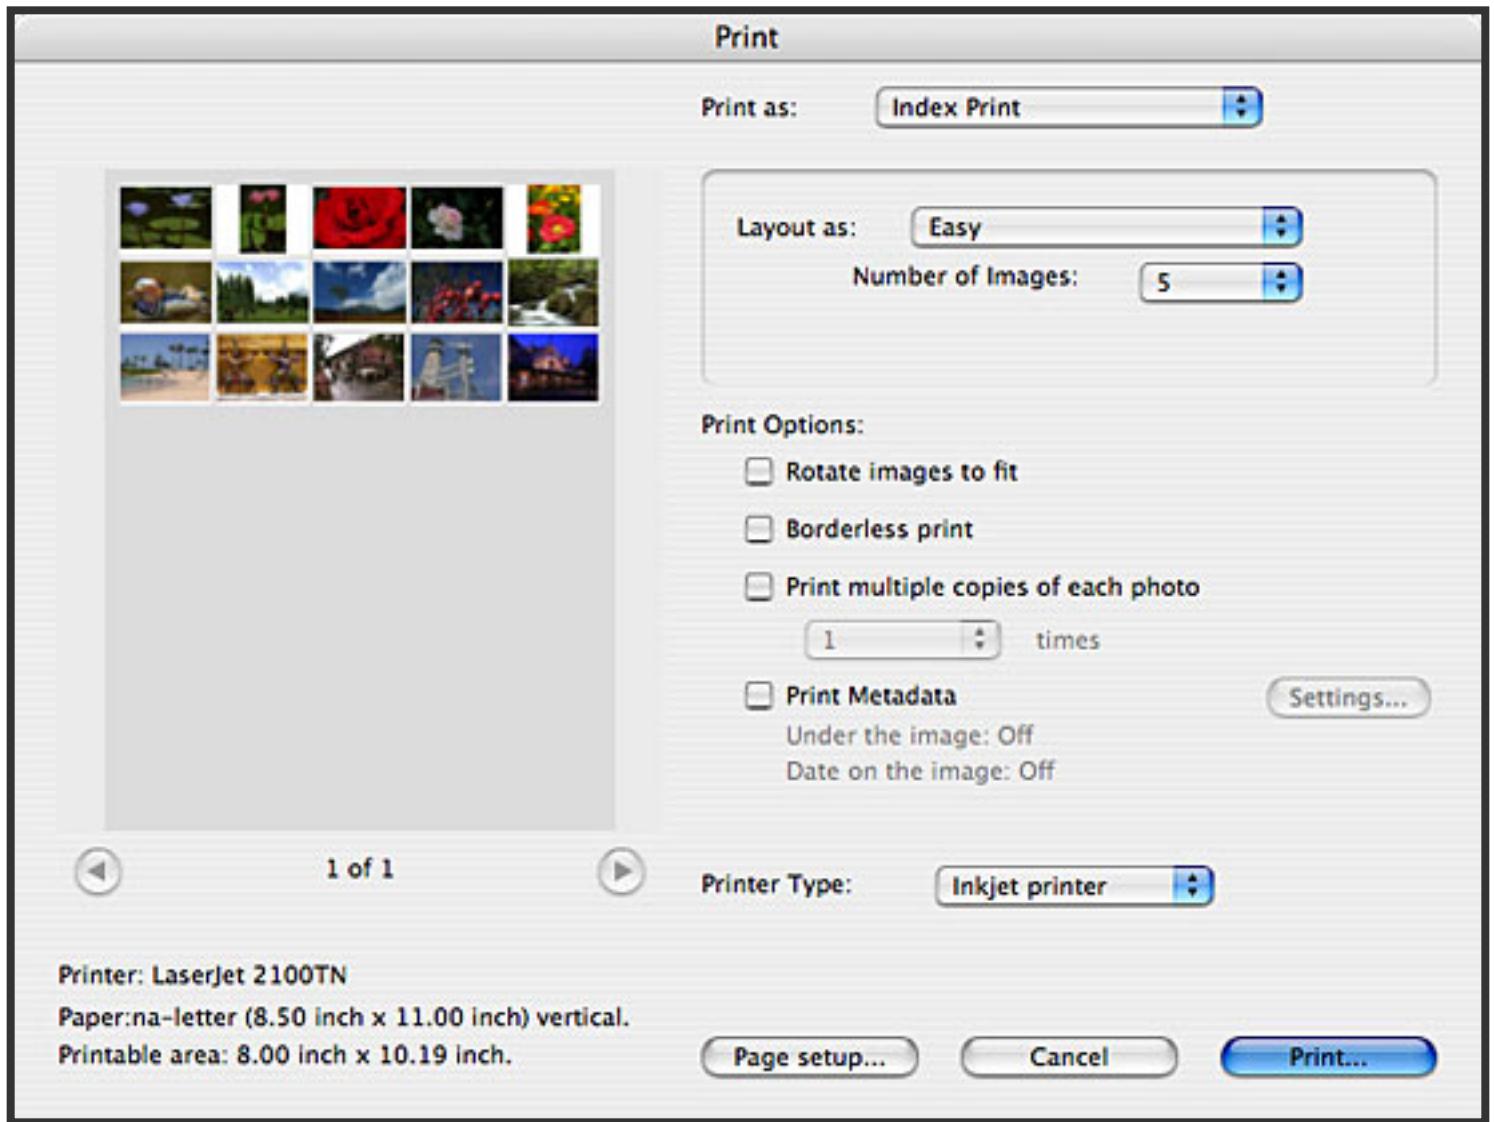 Print
Print as: Index Print
Layout as: Easy
Number of Images: 5
Print Options:
Rotate images to fit
Borderless print
Print multiple copies of each photo
1 times
Print Metadata Settings...
Under the image: Off
Date on the image: Off
1 of 1
Printer Type: Inkjet printer
Printer: LaserJet 2100TN
Paper:na-letter (8.50 inch x 11.00 inch) vertical.
Printable area: 8.00 inch x 10.19 inch.
Page setup... Cancel Print...